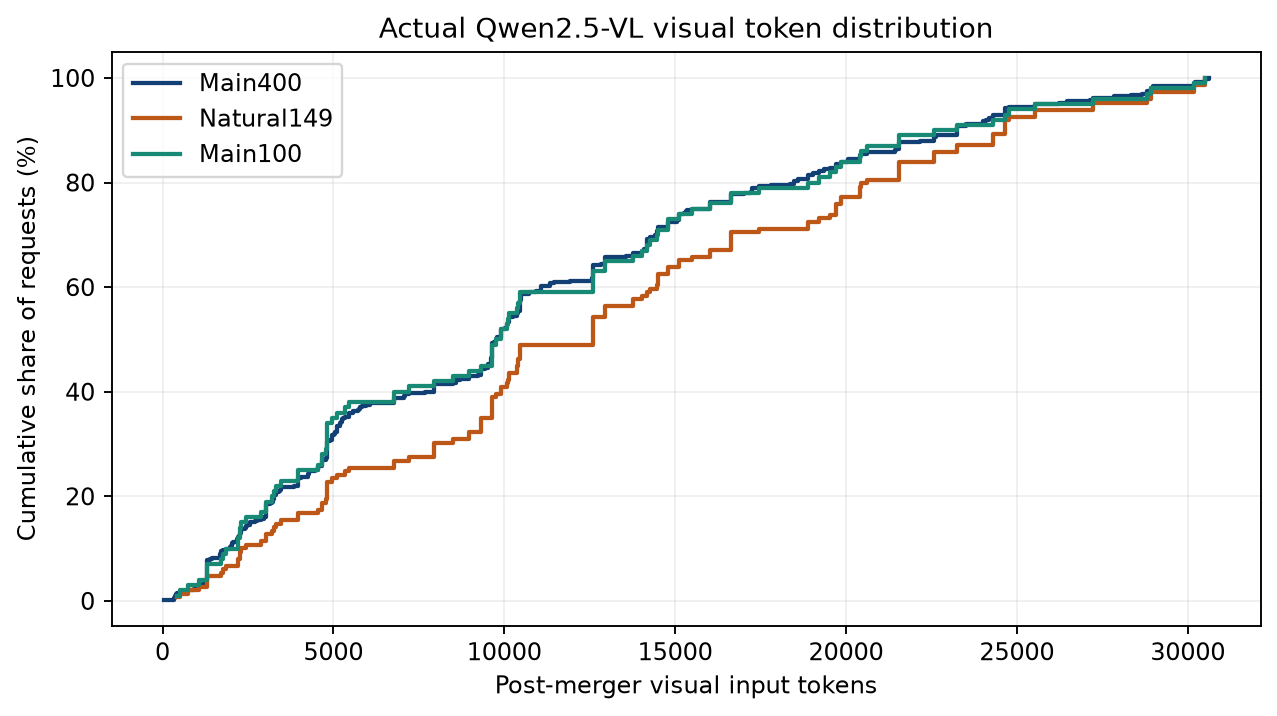 Actual Qwen2.5-VL visual token distribution
Main400
Natural149
Main100
Cumulative share of requests (%)
100
80
60
40
20
0
0 5000 10000 15000 20000 25000 30000
Post-merger visual input tokens